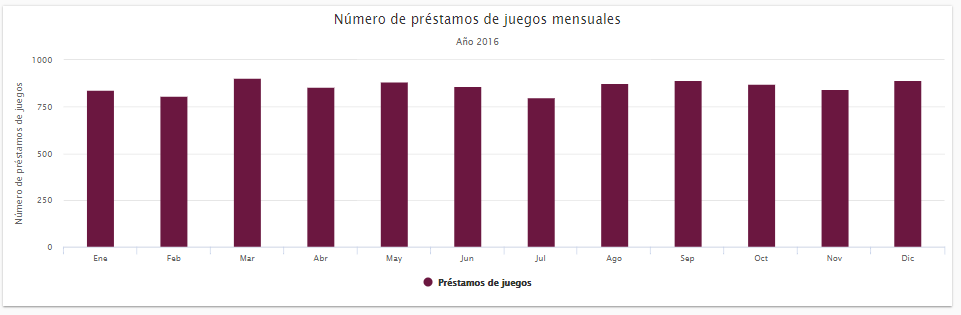 Número de préstamos de juegos mensuales
Año 2016
Número de préstamos de juegos
1000
750
500
250
0
Ene Feb Mar Abr May Jun Jul Ago Sep Oct Nov Dic
Préstamos de juegos